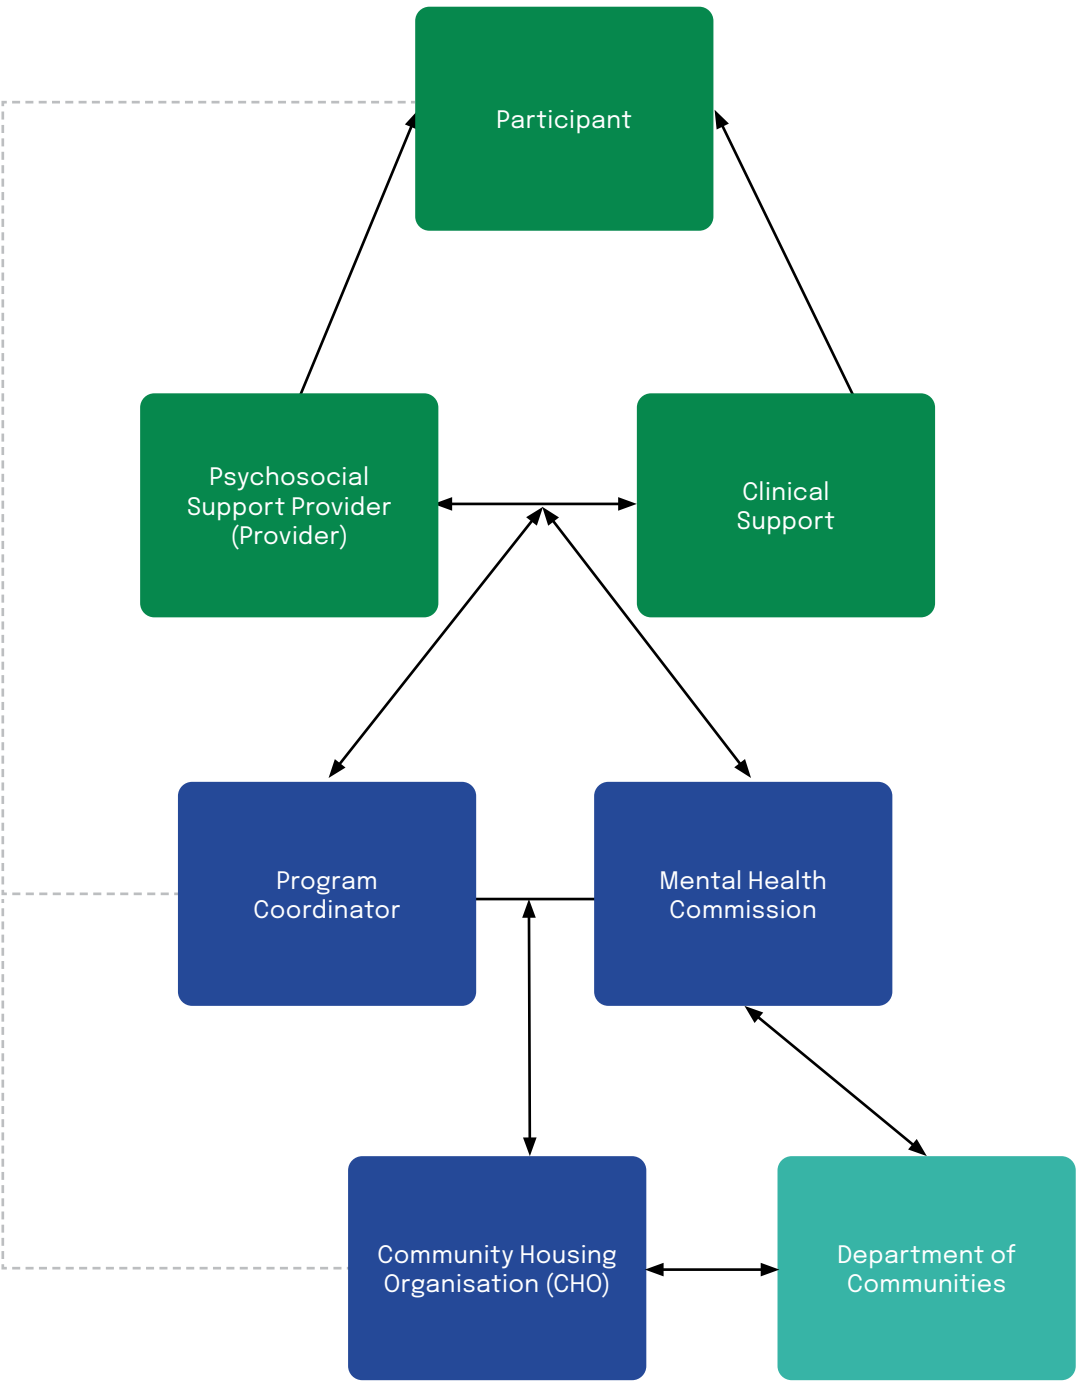 Participant
Psychosocial
Support Provider
(Provider)
Clinical
Support
Program
Coordinator
Mental Health
Commission
Community Housing
Organisation (CHO)
Department of
Communities